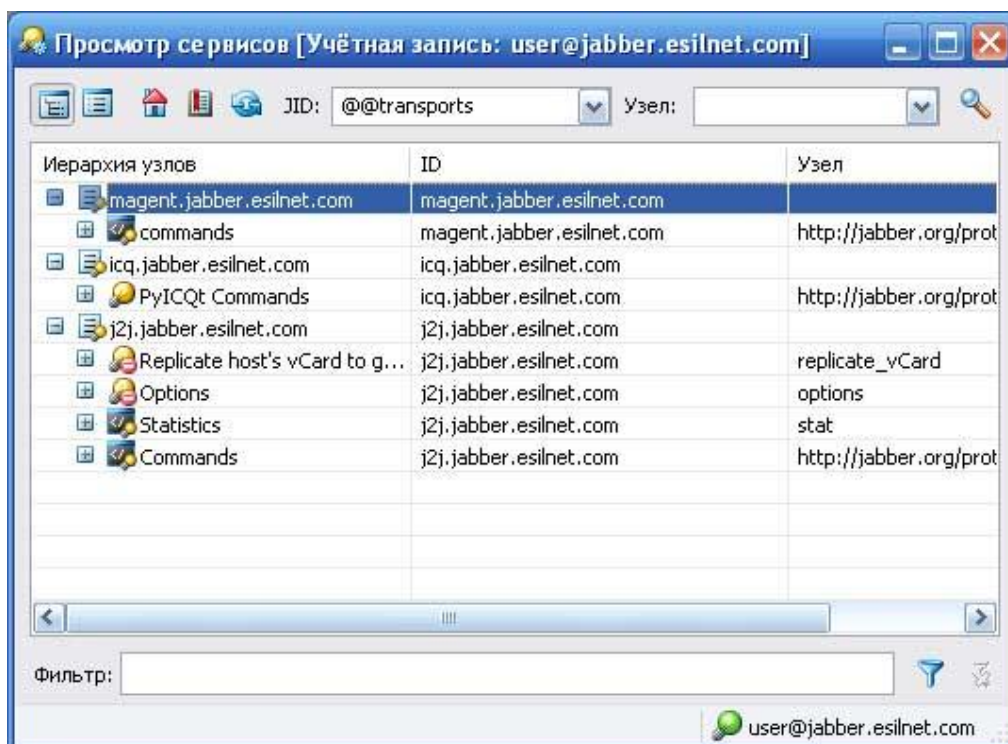 Просмотр сервисов [Учётная запись: user@jabber.esilnet.com]
JID: @@transports Узел:
Иерархия узлов ID Узел
magent.jabber.esilnet.com magent.jabber.esilnet.com
commands magent.jabber.esilnet.com http://jabber.org/prot
icq.jabber.esilnet.com icq.jabber.esilnet.com
PyICQt Commands icq.jabber.esilnet.com http://jabber.org/prot
j2j.jabber.esilnet.com j2j.jabber.esilnet.com
Replicate host's vCard to g... j2j.jabber.esilnet.com replicate_vCard
Options j2j.jabber.esilnet.com options
Statistics j2j.jabber.esilnet.com stat
Commands j2j.jabber.esilnet.com http://jabber.org/prot
Фильтр:
user@jabber.esilnet.com